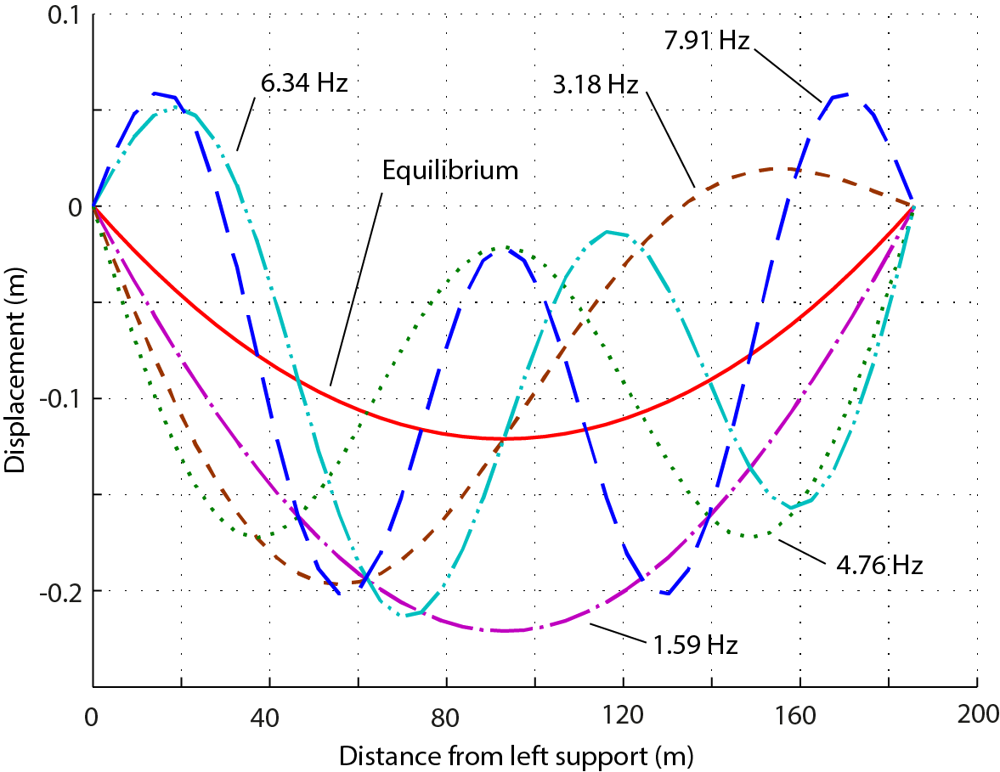 0.1
7.91 Hz
6.34 Hz
3.18 Hz
Equilibrium
0
Displacement (m)
-0.1
4.76 Hz
-0.2
1.59 Hz
0
40
80
120
160
200
Distance from left support (m)